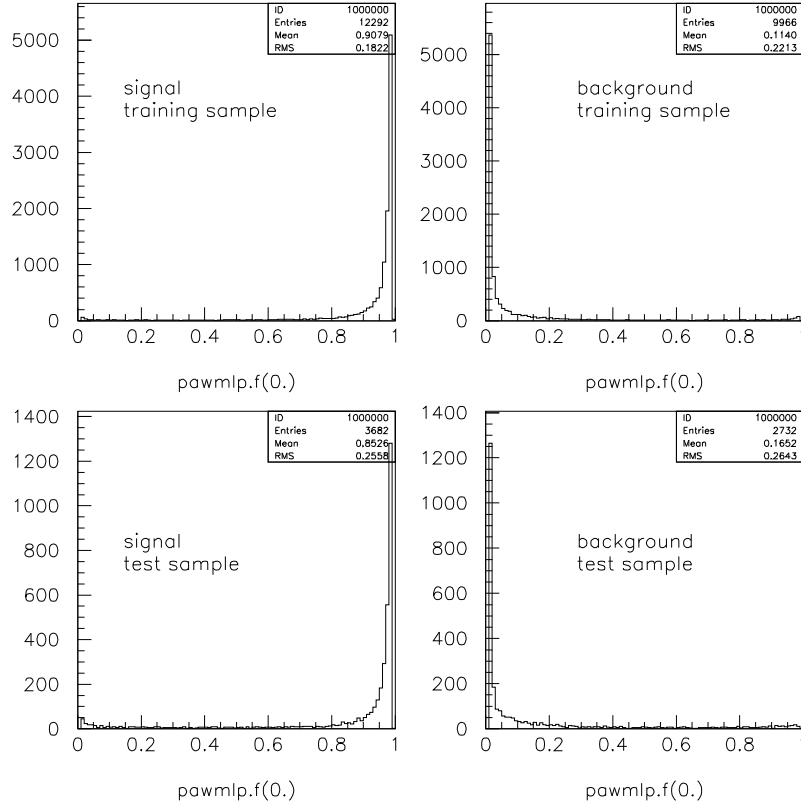 ID 1000000
Entries 12292
Mean 0.9079
RMS 0.1822
signal
training sample
5000
4000
3000
2000
1000
0
0 0.2 0.4 0.6 0.8 1
pawmlp.f(0.)
ID 1000000
Entries 9966
Mean 0.1140
RMS 0.2213
background
training sample
5000
4000
3000
2000
1000
0
0 0.2 0.4 0.6 0.8 1
pawmlp.f(0.)
ID 1000000
Entries 3682
Mean 0.8526
RMS 0.2558
signal
test sample
1400
1200
1000
800
600
400
200
0
0 0.2 0.4 0.6 0.8 1
pawmlp.f(0.)
ID 1000000
Entries 2732
Mean 0.1652
RMS 0.2643
background
test sample
1400
1200
1000
800
600
400
200
0
0 0.2 0.4 0.6 0.8
pawmlp.f(0.)